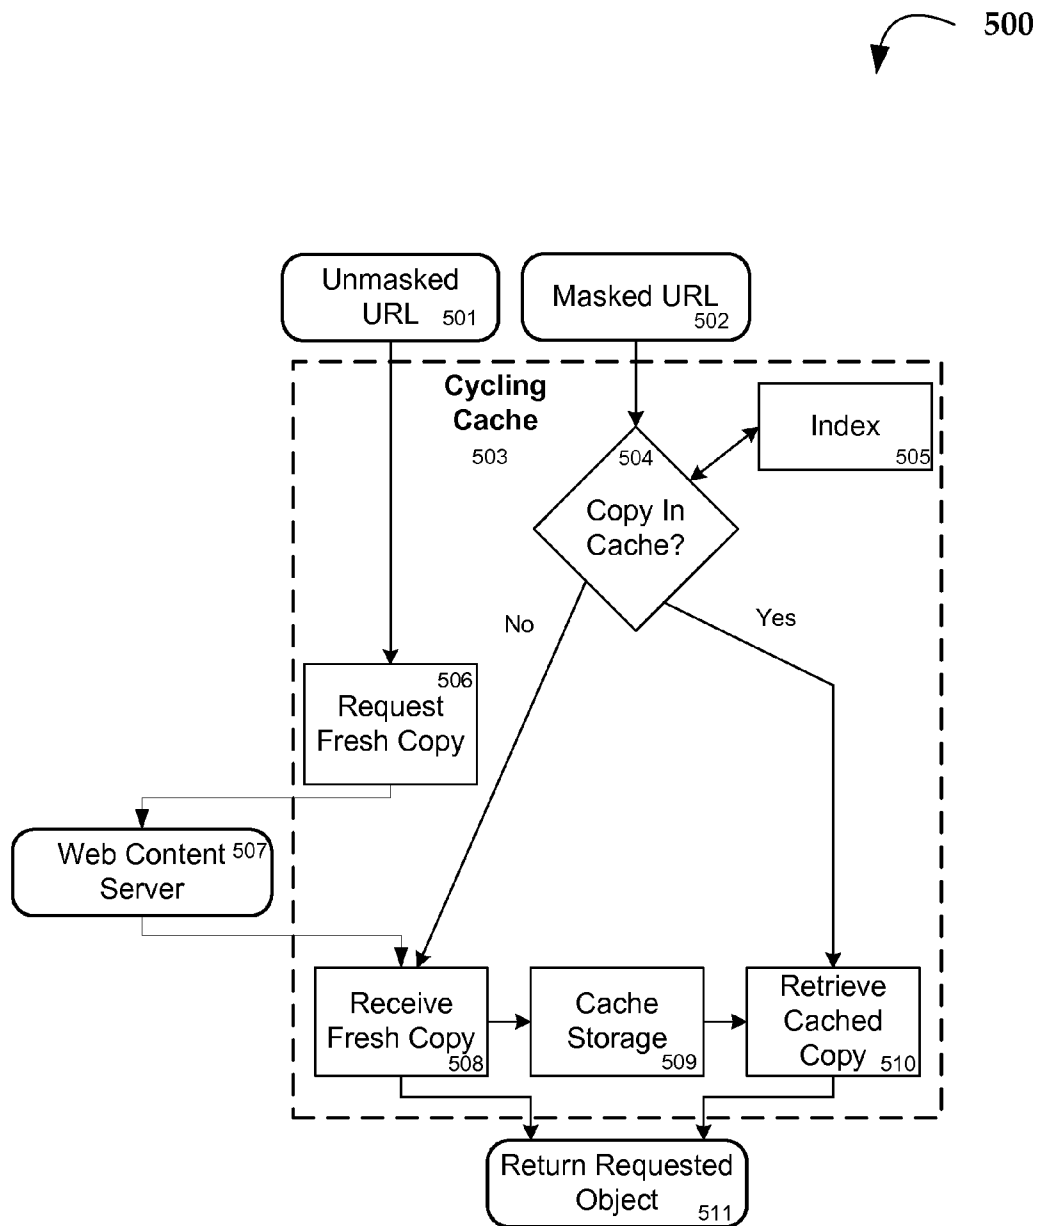 500
Unmasked
URL 501
Masked URL
502
Cycling
Cache
503
504
Copy In
Cache?
Index
505
No
Yes
506
Request
Fresh Copy
Web Content 507
Server
Receive
Fresh Copy
508
Cache
Storage
509
Retrieve
Cached
Copy 510
Return Requested
Object
511